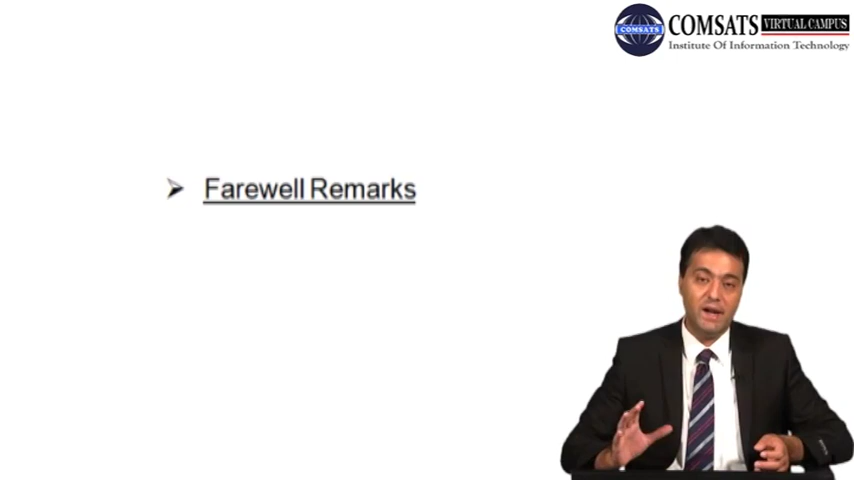 COMSATS VIRTUAL CAMPUS
Institute Of Information Technology
COMSATS
Farewell Remarks